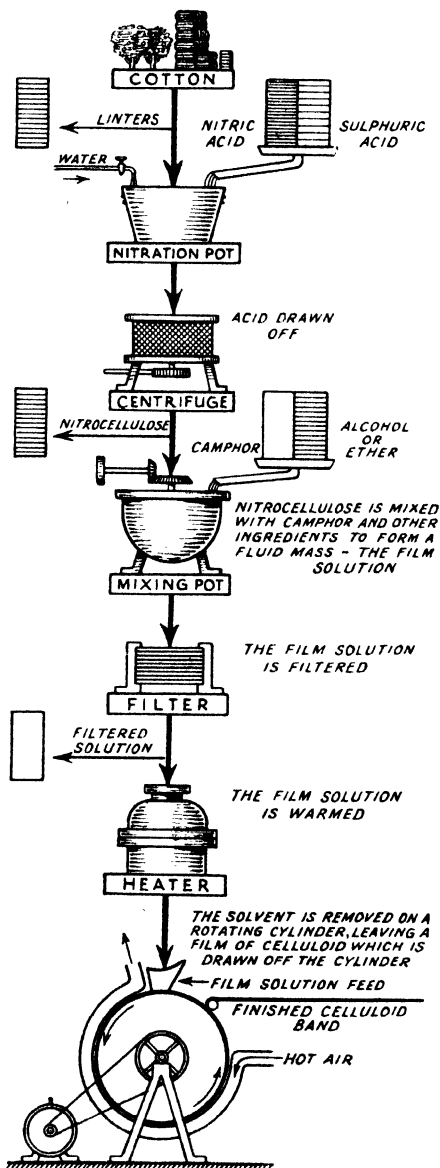 COTTON
LINTERS
NITRIC
ACID
SULPHURIC
ACID
WATER
NITRATION POT
ACID DRAWN
OFF
CENTRIFUGE
NITROCELLULOSE
CAMPHOR
ALCOHOL
OR
ETHER
NITROCELLULOSE IS MIXED
WITH CAMPHOR AND OTHER
INGREDIENTS TO FORM A
FLUID MASS – THE FILM
SOLUTION
MIXING POT
THE FILM SOLUTION
IS FILTERED
FILTER
FILTERED
SOLUTION
THE FILM SOLUTION
IS WARMED
HEATER
THE SOLVENT IS REMOVED ON A
ROTATING CYLINDER, LEAVING A
FILM OF CELLULOID WHICH IS
DRAWN OFF THE CYLINDER
FILM SOLUTION FEED
FINISHED CELLULOID
BAND
HOT AIR